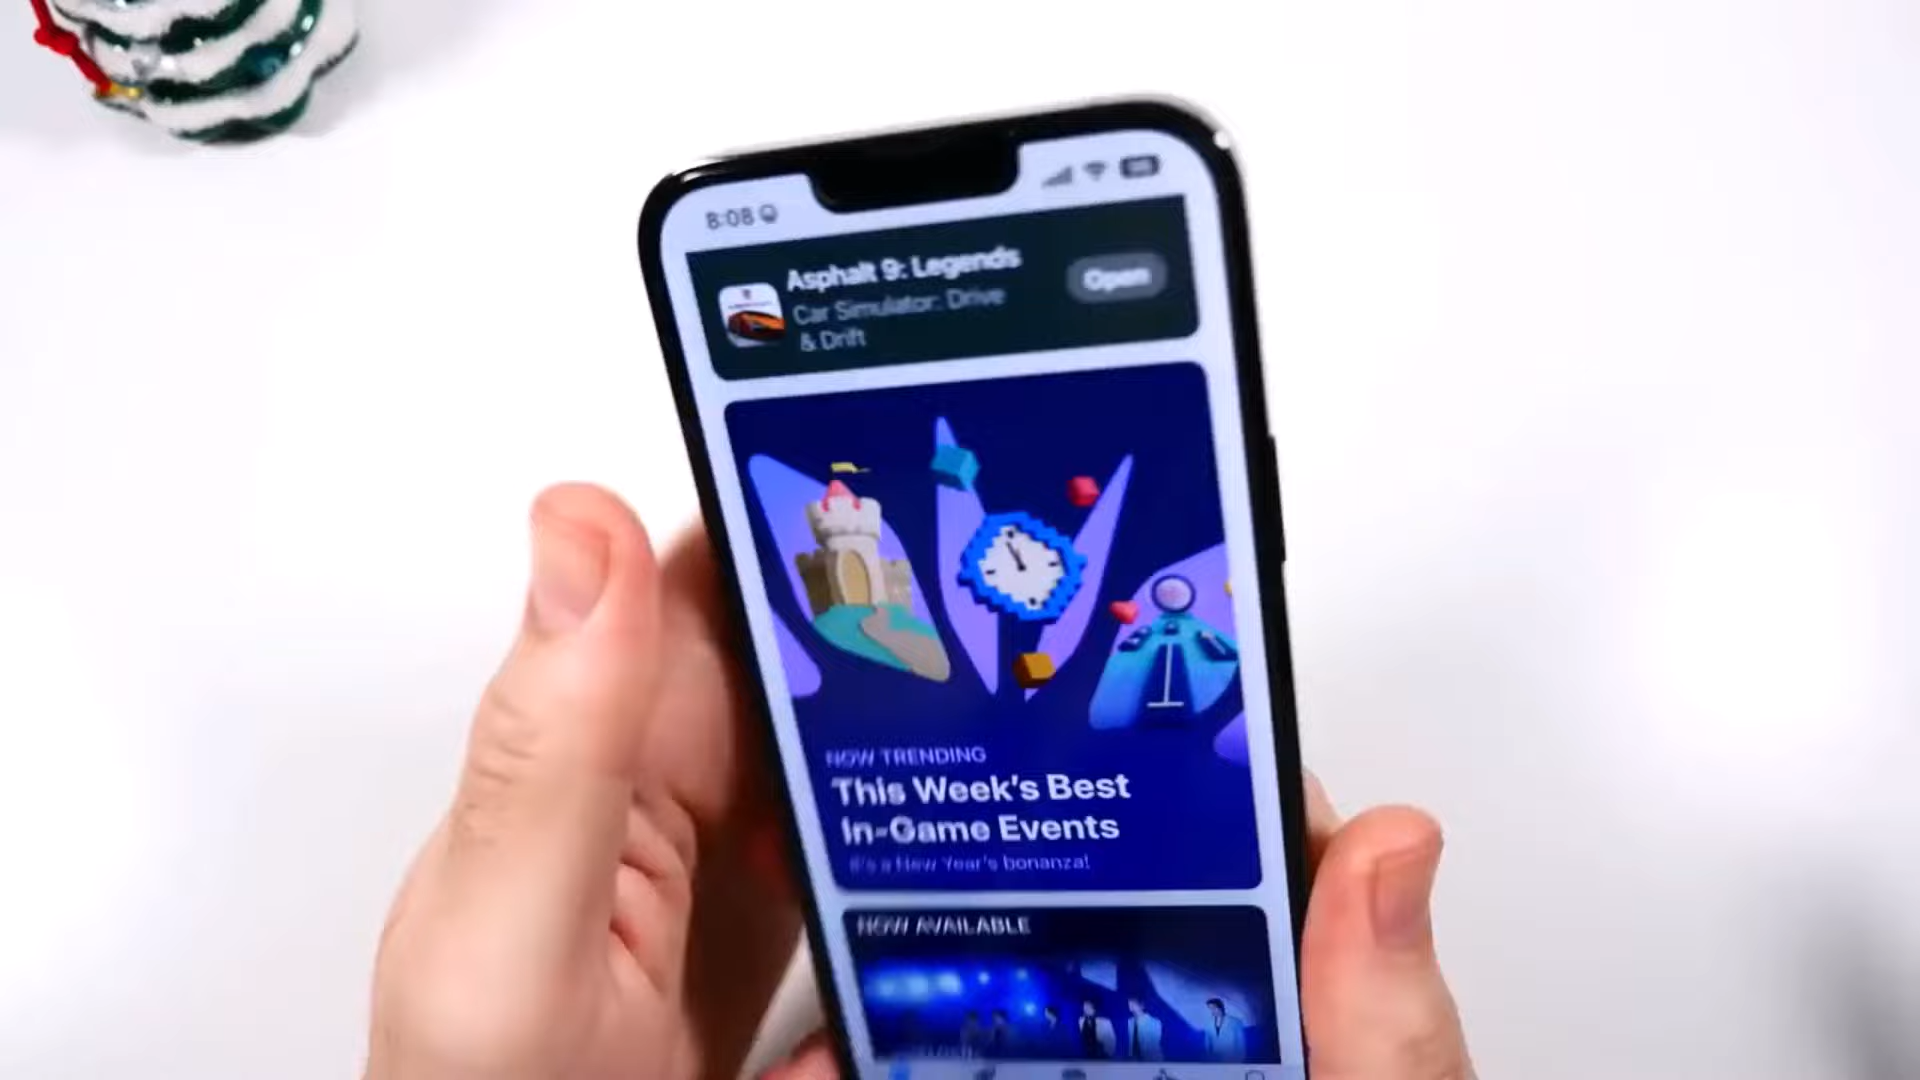 8:08
Asphalt 9: Legends
Car Simulator: Drive
& Drift
Open
NOW TRENDING
This Week's Best
In-Game Events
It's a New Year's bonanza!
NOW AVAILABLE